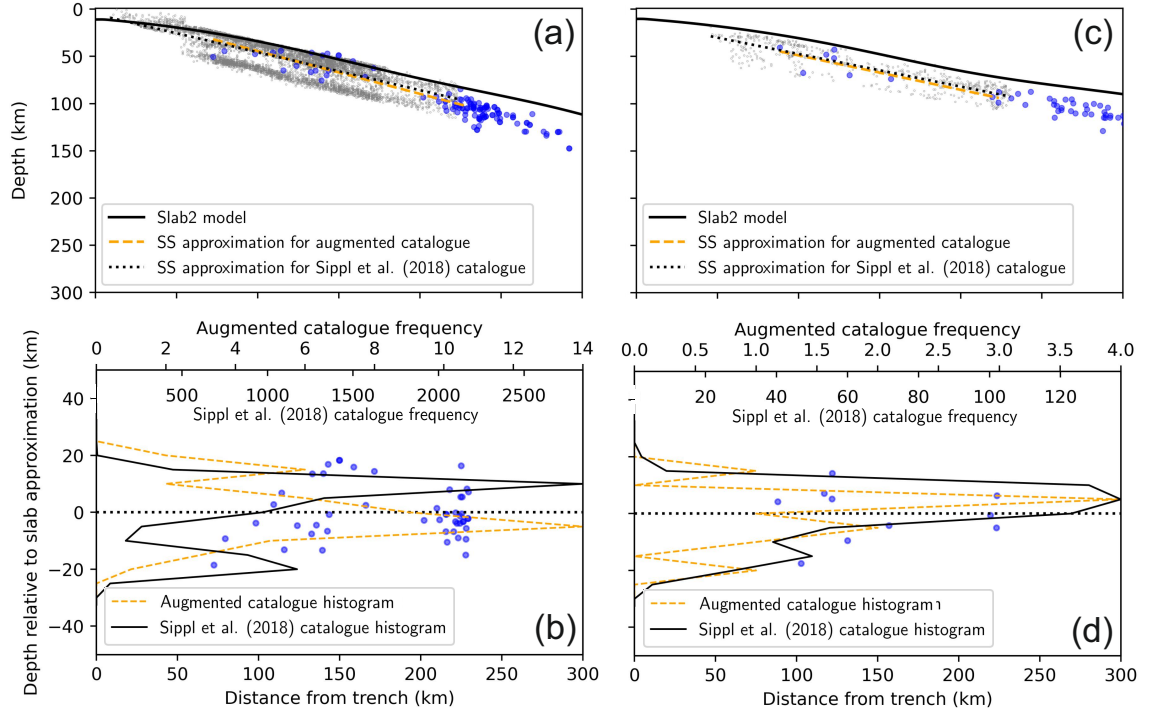 (a)
Depth (km)
0
50
100
150
200
250
300
Slab2 model
SS approximation for augmented catalogue
SS approximation for Sippl et al. (2018) catalogue
(c)
Slab2 model
SS approximation for augmented catalogue
SS approximation for Sippl et al. (2018) catalogue
Augmented catalogue frequency
0 2 4 6 8 10 12 14
500 1000 1500 2000 2500
Sippl et al. (2018) catalogue frequency
Depth relative to slab approximation (km)
40
20
0
−20
−40
Augmented catalogue histogram
Sippl et al. (2018) catalogue histogram
(b)
0 50 100 150 200 250 300
Distance from trench (km)
Augmented catalogue frequency
0.0 0.5 1.0 1.5 2.0 2.5 3.0 3.5 4.0
20 40 60 80 100 120
Sippl et al. (2018) catalogue frequency
Augmented catalogue histogram
Sippl et al. (2018) catalogue histogram
(d)
0 50 100 150 200 250 300
Distance from trench (km)